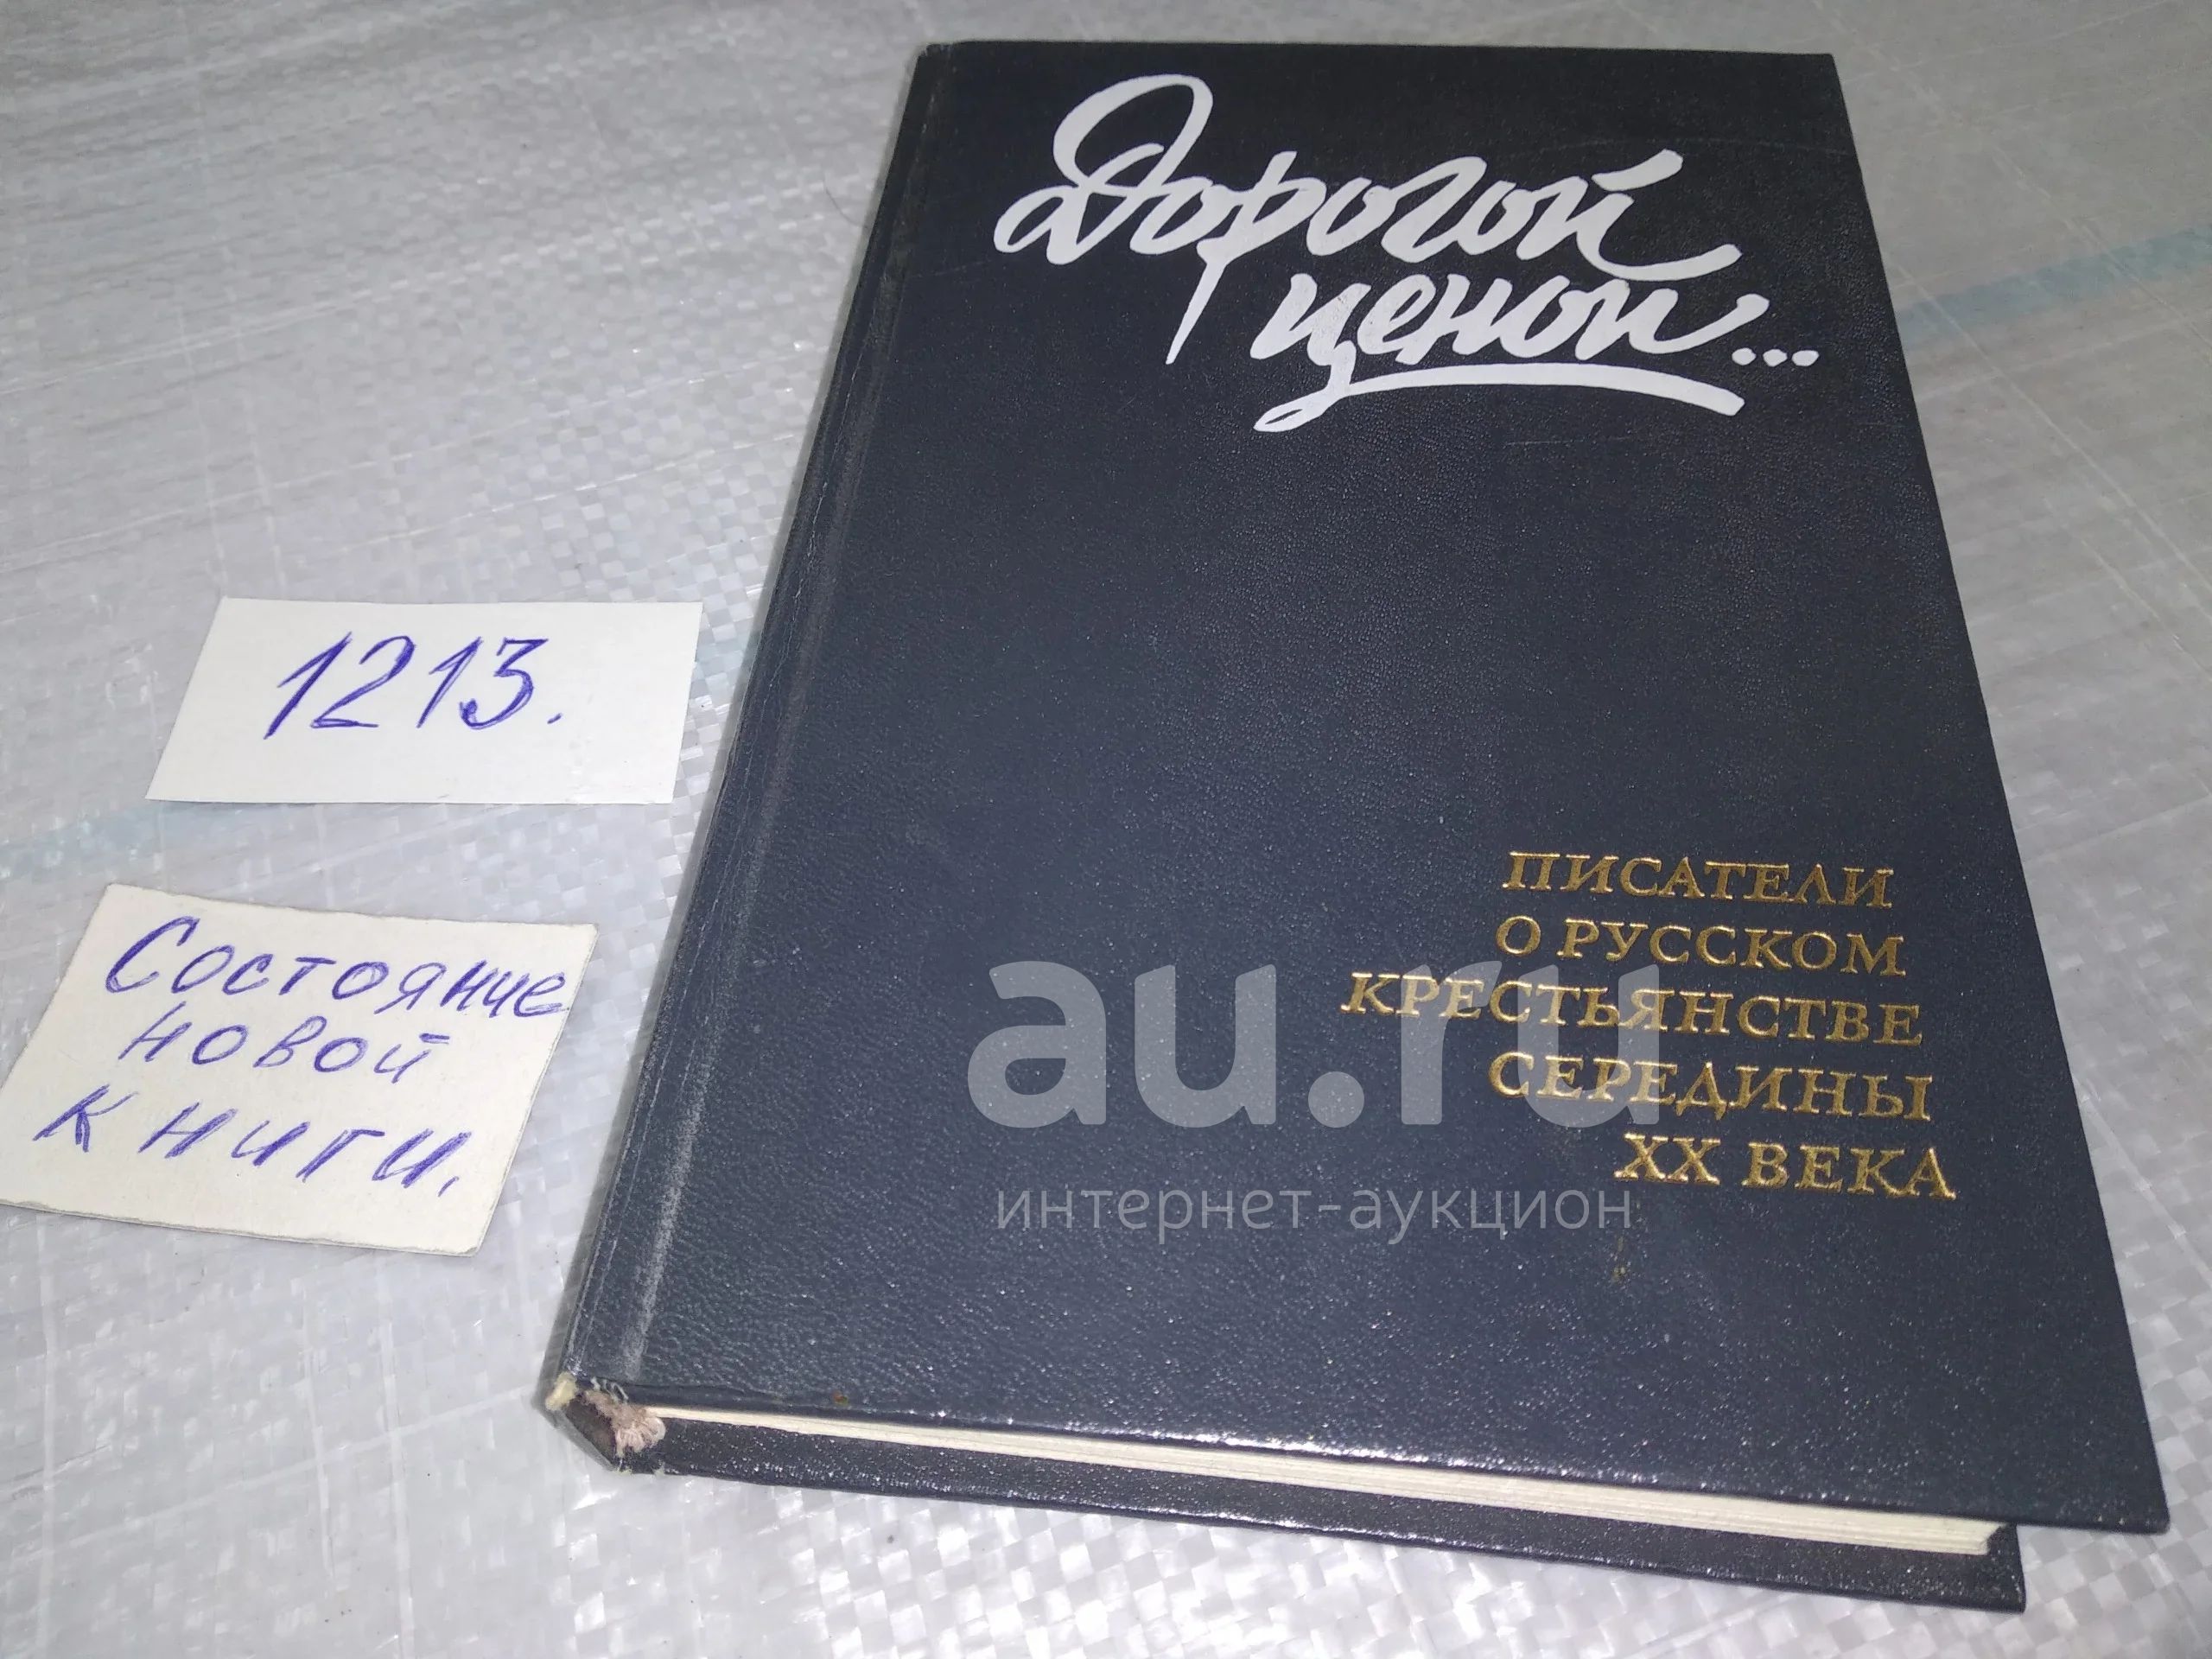 Дорогой
ценой...
1213.
ПИСАТЕЛИ
О РУССКОМ
КРЕСТЬЯНСТВЕ
СЕРЕДИНЫ
XX ВЕКА
Состояние
новой
книги.
au.ru
интернет-аукцион